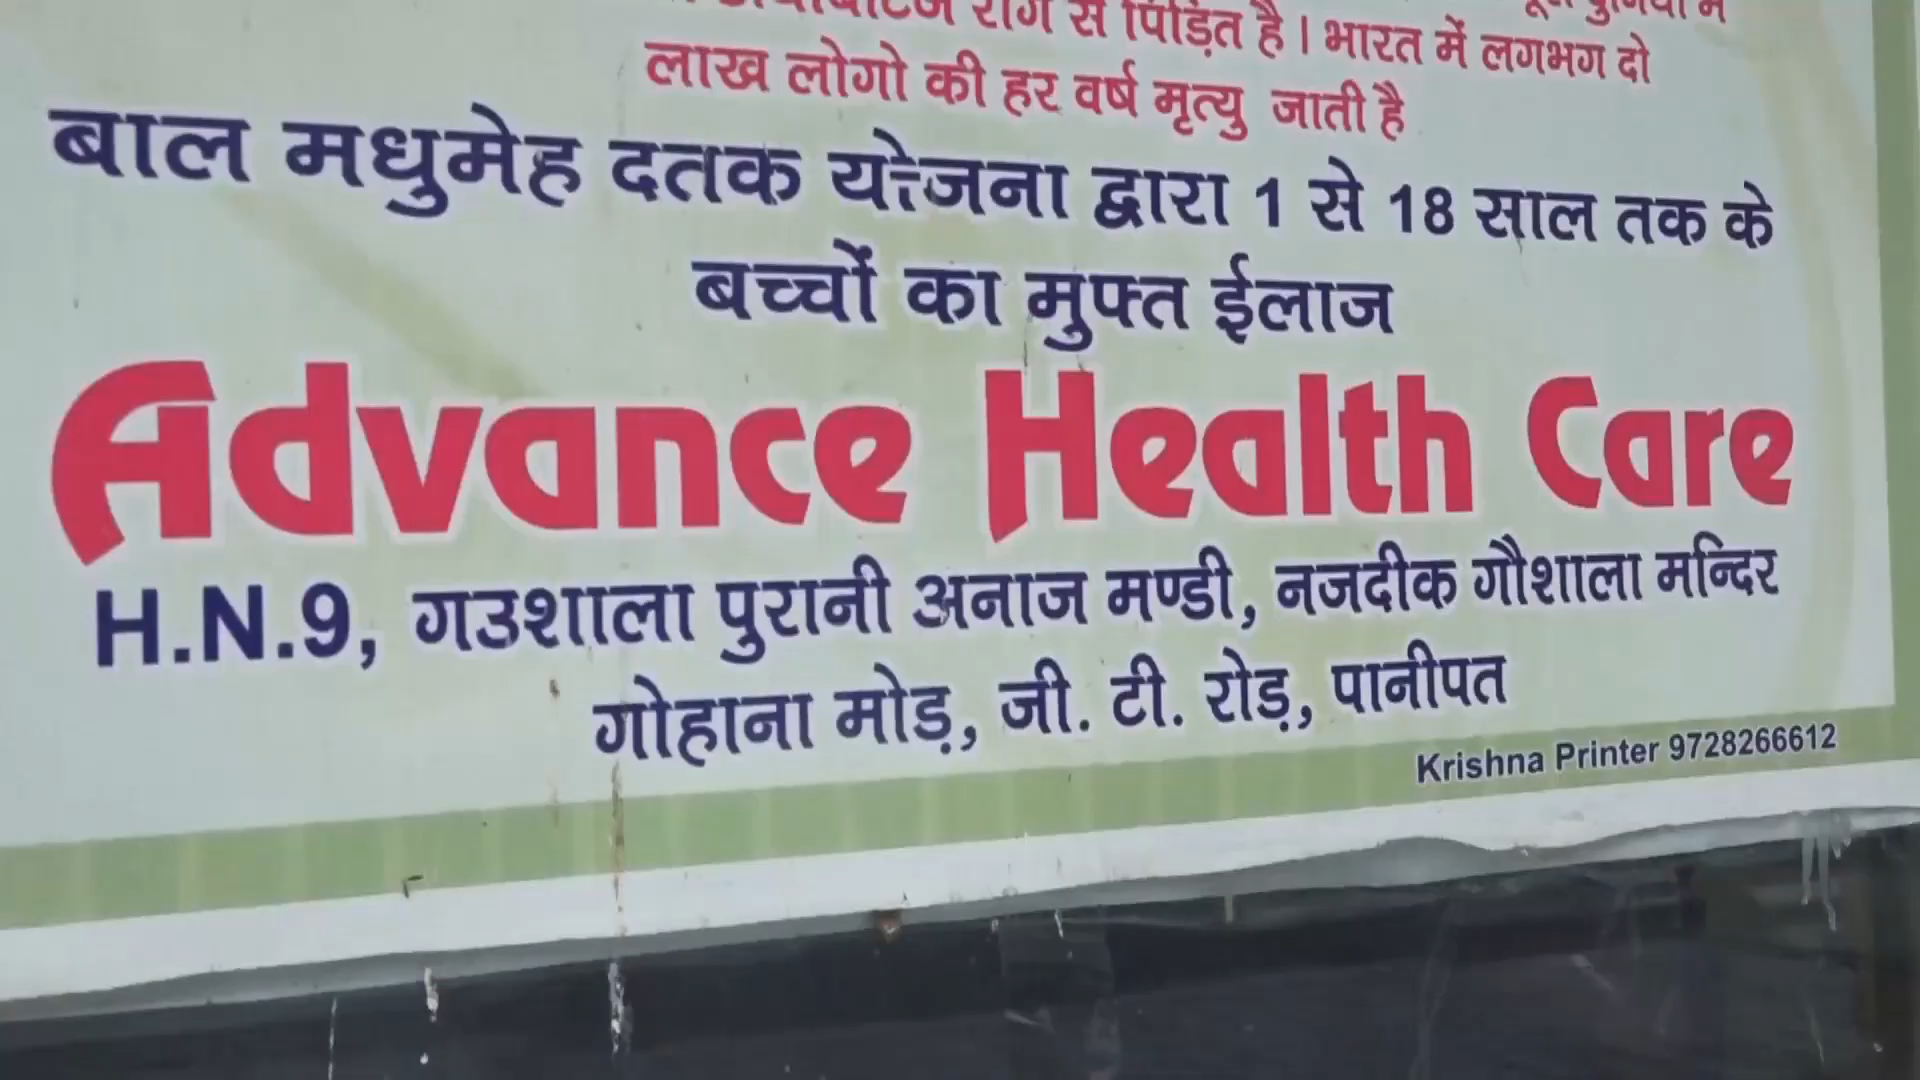 रोग से पिंड़ित है । भारत में लगभग दो
लाख लोगो की हर वर्ष मृत्यु जाती है
बाल मधुमेह दतक योजना द्वारा 1 से 18 साल तक के
बच्चों का मुफ्त ईलाज
Advance Health Care
H.N.9, गउशाला पुरानी अनाज मण्डी, नजदीक गौशाला मन्दिर
गोहाना मोड़, जी. टी. रोड़, पानीपत
Krishna Printer 9728266612